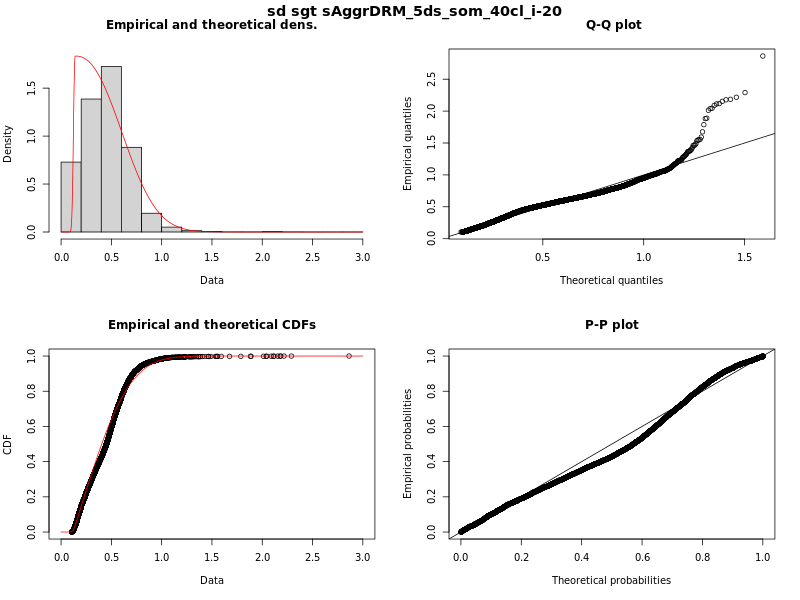 sd sgt sAggrDRM_5ds_som_40cl_i-20
Empirical and theoretical dens.
Density
0.0 0.5 1.0 1.5
0.0 0.5 1.0 1.5 2.0 2.5 3.0
Data
Q-Q plot
Empirical quantiles
0.0 0.5 1.0 1.5 2.0 2.5
0.5 1.0 1.5
Theoretical quantiles
Empirical and theoretical CDFs
CDF
0.0 0.2 0.4 0.6 0.8 1.0
0.0 0.5 1.0 1.5 2.0 2.5 3.0
Data
P-P plot
Empirical probabilities
0.0 0.2 0.4 0.6 0.8 1.0
0.0 0.2 0.4 0.6 0.8 1.0
Theoretical probabilities